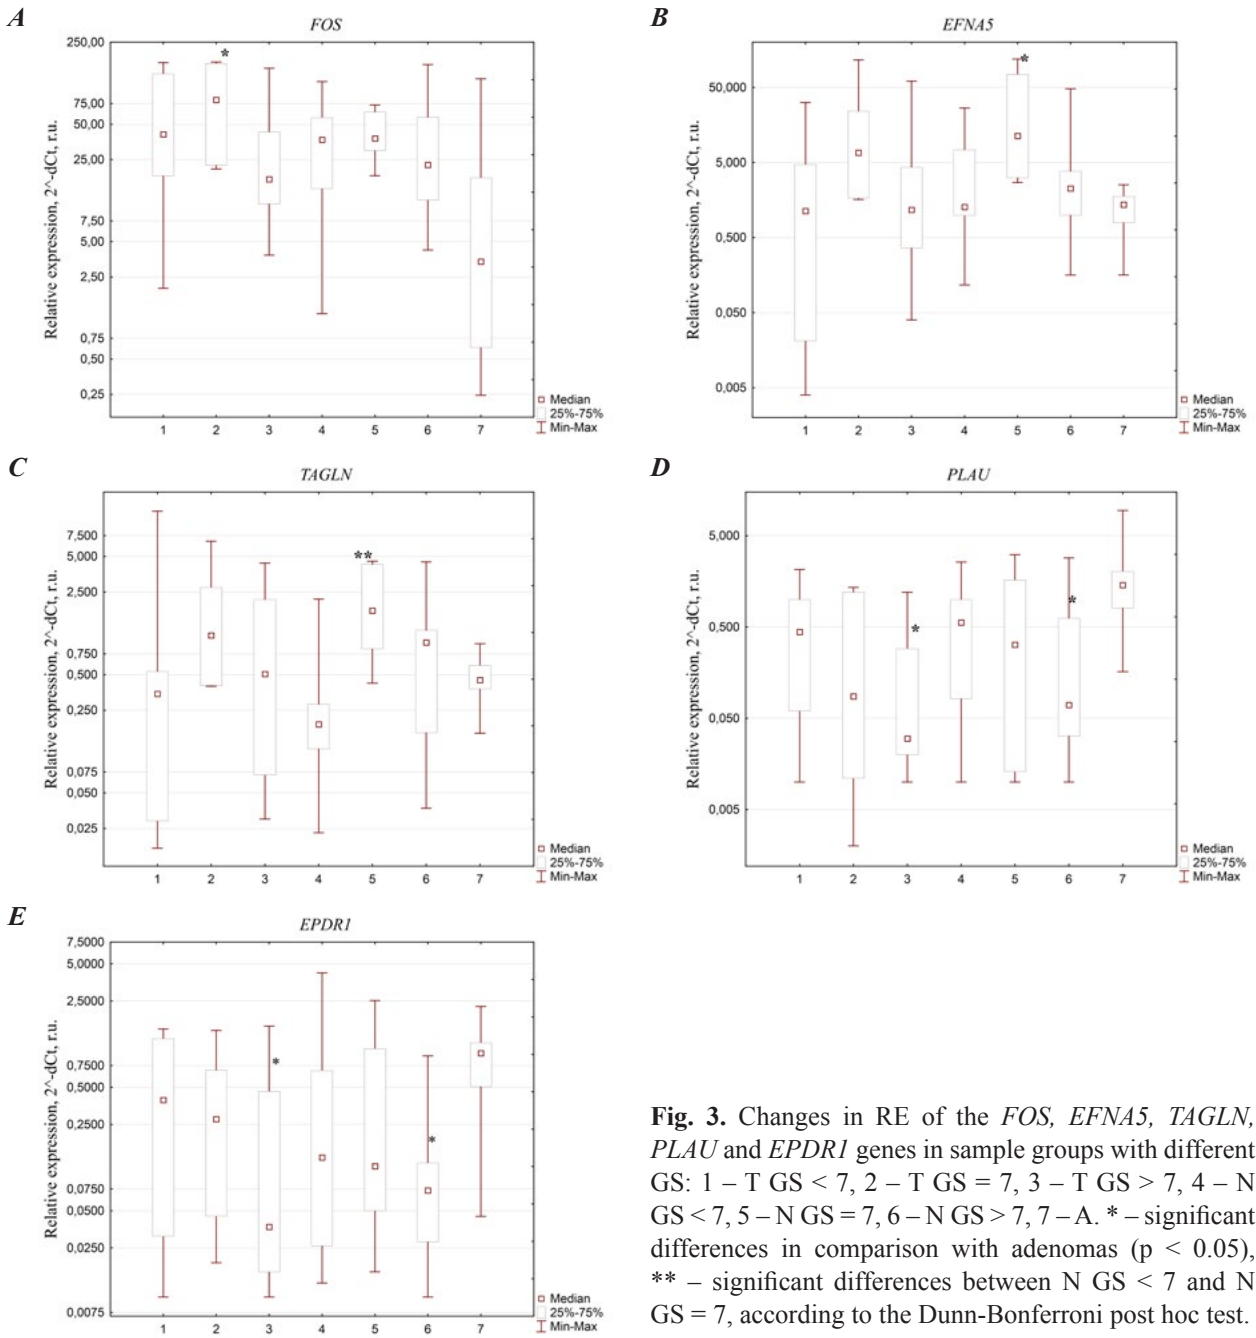 A
FOS
Relative expression, 2^-dCt, r.u.
250,00
75,00
50,00
25,00
7,50
5,00
2,50
0,75
0,50
0,25
*
1 2 3 4 5 6 7
Median
25%-75%
Min-Max
B
EFNA5
Relative expression, 2^-dCt, r.u.
50,000
5,000
0,500
0,050
0,005
*
1 2 3 4 5 6 7
Median
25%-75%
Min-Max
C
TAGLN
Relative expression, 2^-dCt, r.u.
7,500
5,000
2,500
0,750
0,500
0,250
0,075
0,050
0,025
**
1 2 3 4 5 6 7
Median
25%-75%
Min-Max
D
PLAU
Relative expression, 2^-dCt, r.u.
5,000
0,500
0,050
0,005
*
*
1 2 3 4 5 6 7
Median
25%-75%
Min-Max
E
EPDR1
Relative expression, 2^-dCt, r.u.
7,5000
5,0000
2,5000
0,7500
0,5000
0,2500
0,0750
0,0500
0,0250
0,0075
*
*
1 2 3 4 5 6 7
Median
25%-75%
Min-Max
Fig. 3. Changes in RE of the FOS, EFNA5, TAGLN,
PLAU and EPDR1 genes in sample groups with different
GS: 1 – T GS < 7, 2 – T GS = 7, 3 – T GS > 7, 4 – N
GS < 7, 5 – N GS = 7, 6 – N GS > 7, 7 – A. * – significant
differences in comparison with adenomas (p < 0.05),
** – significant differences between N GS < 7 and N
GS = 7, according to the Dunn-Bonferroni post hoc test.